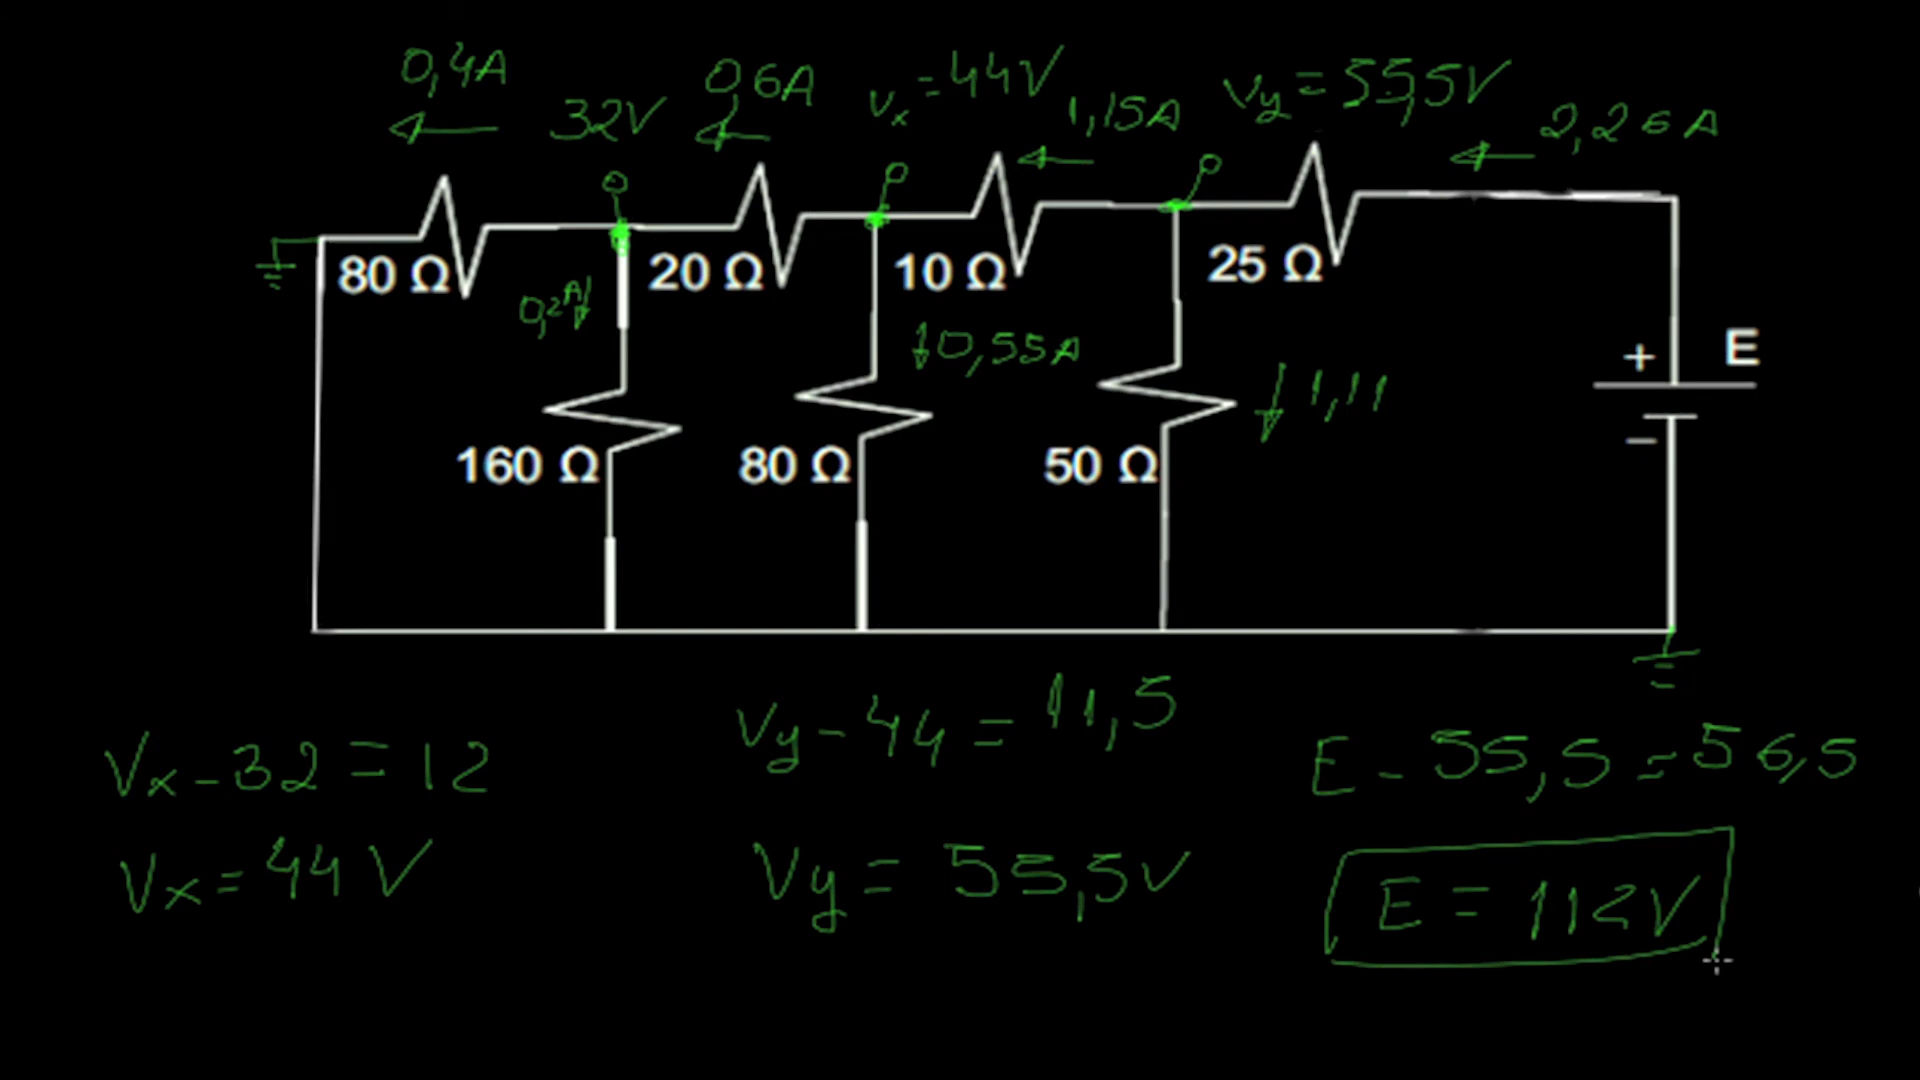 0,4A
32V
0,6A
Vx = 44V
1,15A
Vy = 55,5V
2,26A
80 Ω
20 Ω
10 Ω
25 Ω
0,2A
0,55A
1,11
+ E
−
160 Ω
80 Ω
50 Ω
Vx - 32 = 12
Vx = 44 V
Vy - 44 = 11,5
Vy = 55,5V
E - 55,5 = 56,5
E = 112V